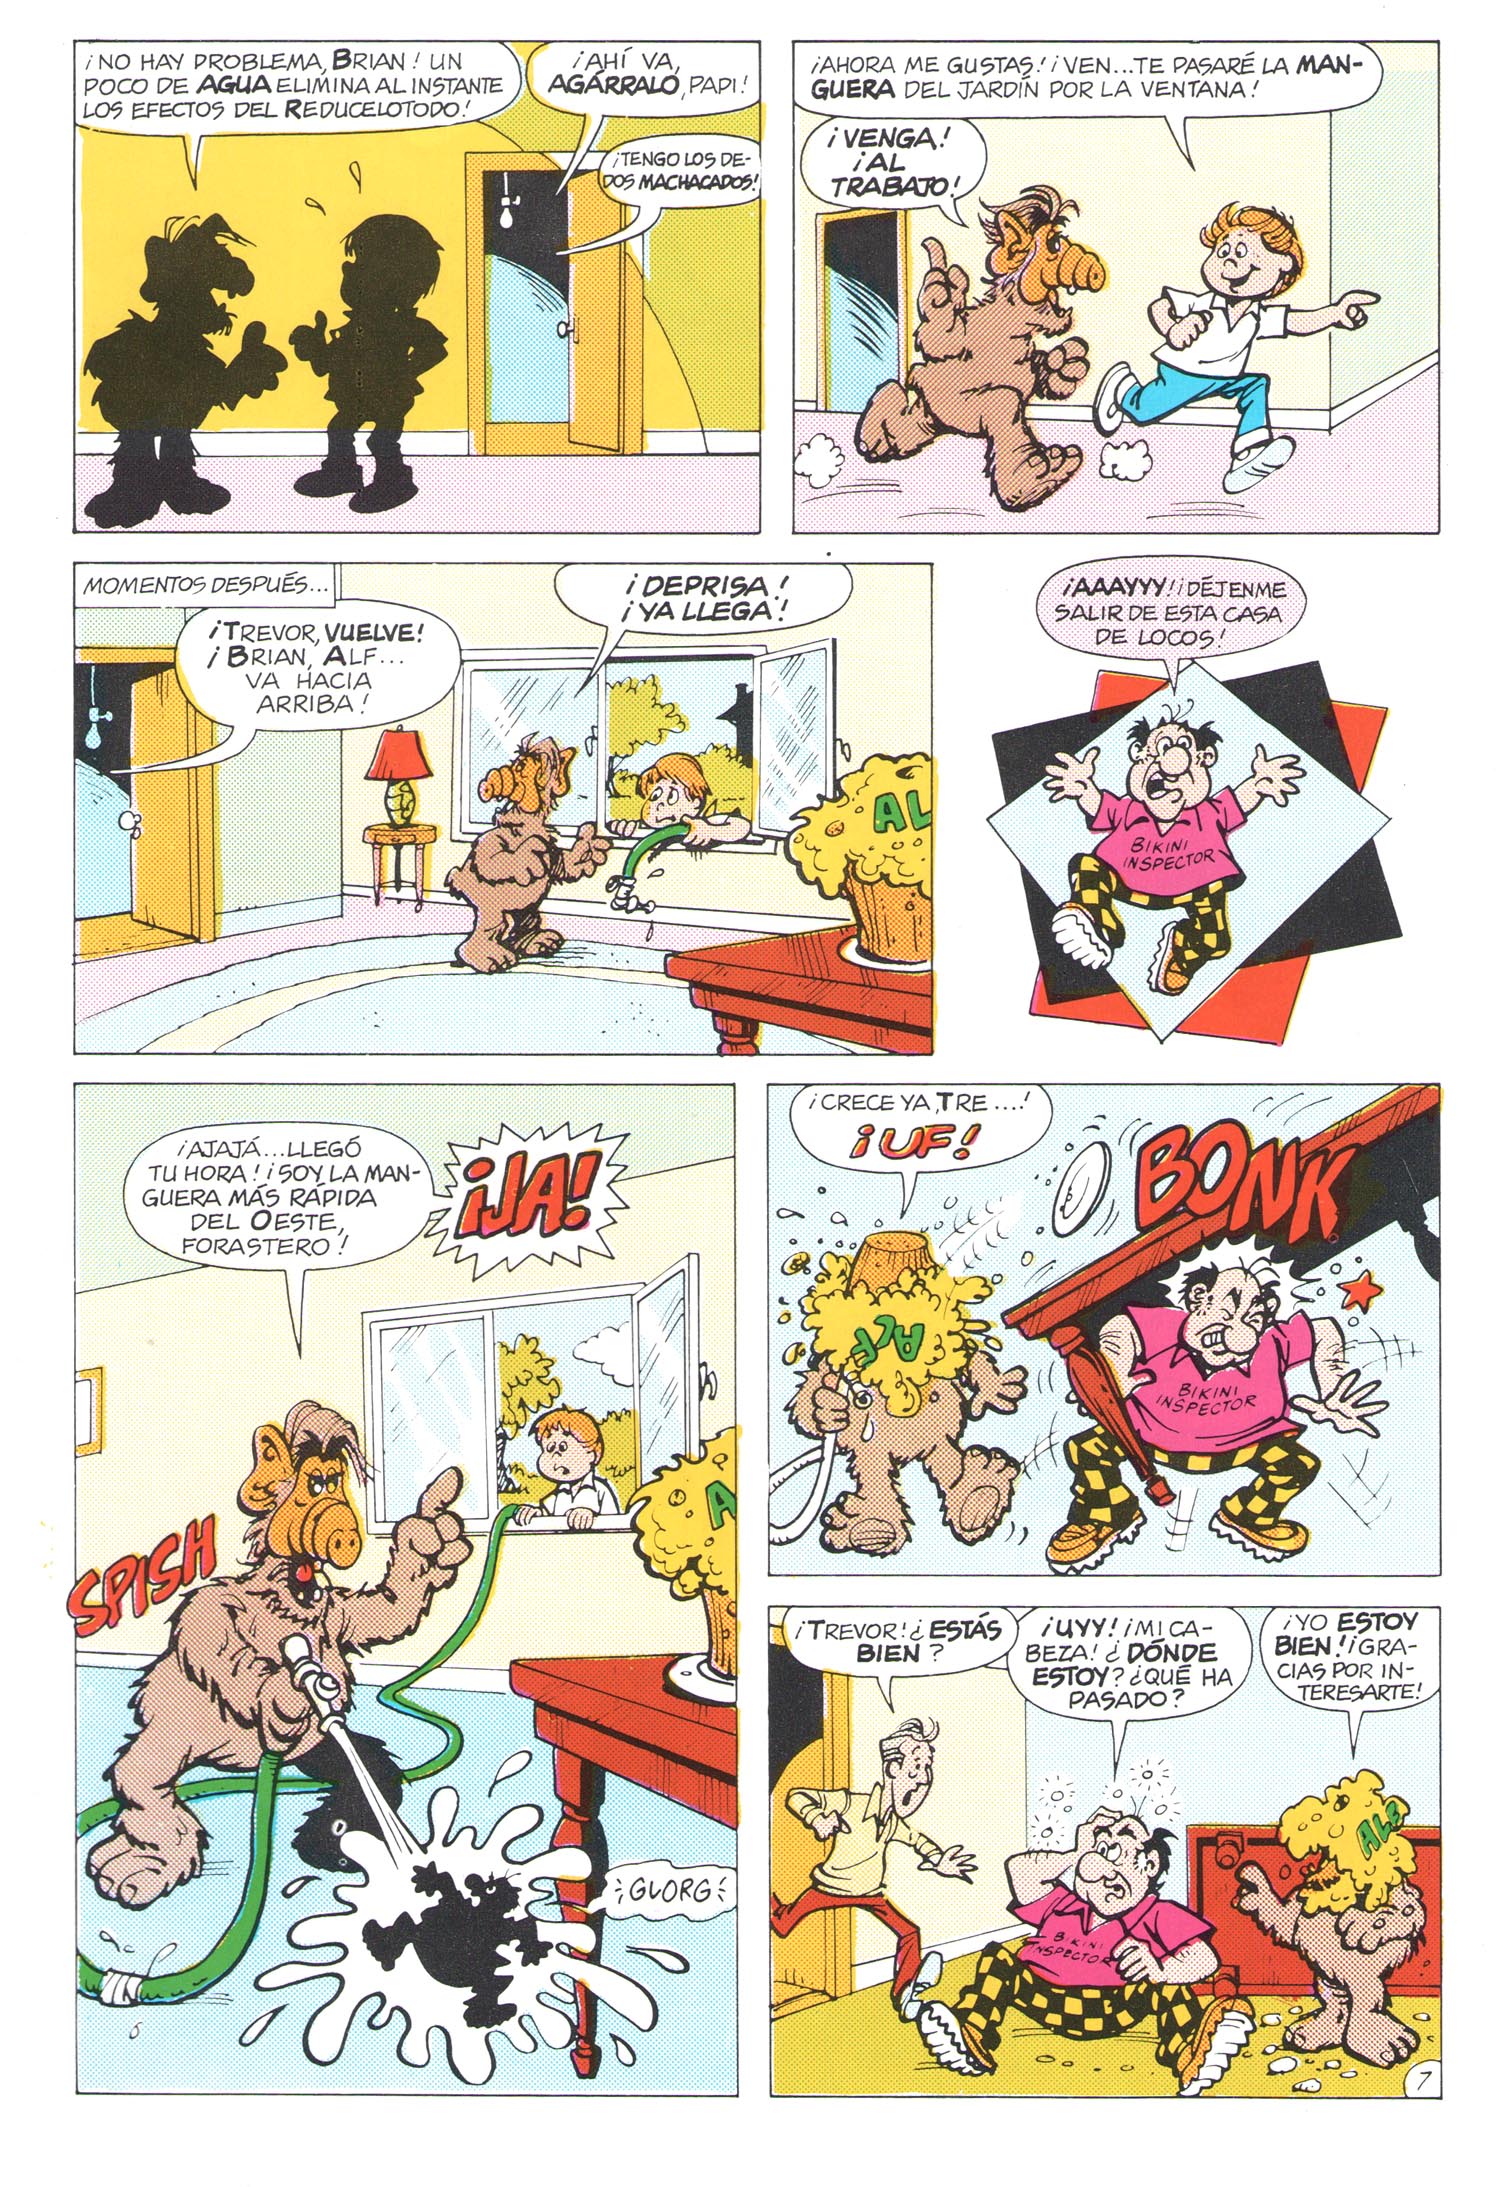 ¡NO HAY PROBLEMA, BRIAN! UN
POCO DE AGUA ELIMINA AL INSTANTE
LOS EFECTOS DEL REDUCELOTODO!
¡AHÍ VA,
AGÁRRALO, PAPI!
¡TENGO LOS DE-
DOS MACHACADOS!
¡AHORA ME GUSTAS! ¡VEN...TE PASARÉ LA MAN-
GUERA DEL JARDÍN POR LA VENTANA!
¡VENGA!
¡AL
TRABAJO!
MOMENTOS DESPUÉS...
¡TREVOR, VUELVE!
¡BRIAN, ALF...
VA HACIA
ARRIBA!
¡DEPRISA!
¡YA LLEGA!
AL
¡AAAYYY! ¡DÉJENME
SALIR DE ESTA CASA
DE LOCOS!
BIKINI
INSPECTOR
¡AJAJÁ...LLEGÓ
TU HORA! ¡SOY LA MAN-
GUERA MÁS RÁPIDA
DEL OESTE,
FORASTERO!
¡JA!
A
SPISH
¡GLORG!
¡CRECE YA, TRE....!
¡UF!
BONK
ALF
BIKINI
INSPECTOR
¡TREVOR! ¿ESTÁS
BIEN?
¡UYY! ¡MI CA-
BEZA! ¿DÓNDE
ESTOY? ¿QUÉ HA
PASADO?
¡YO ESTOY
BIEN! ¡GRA-
CIAS POR IN-
TERESARTE!
BIKINI
INSPECTOR
ALF
7